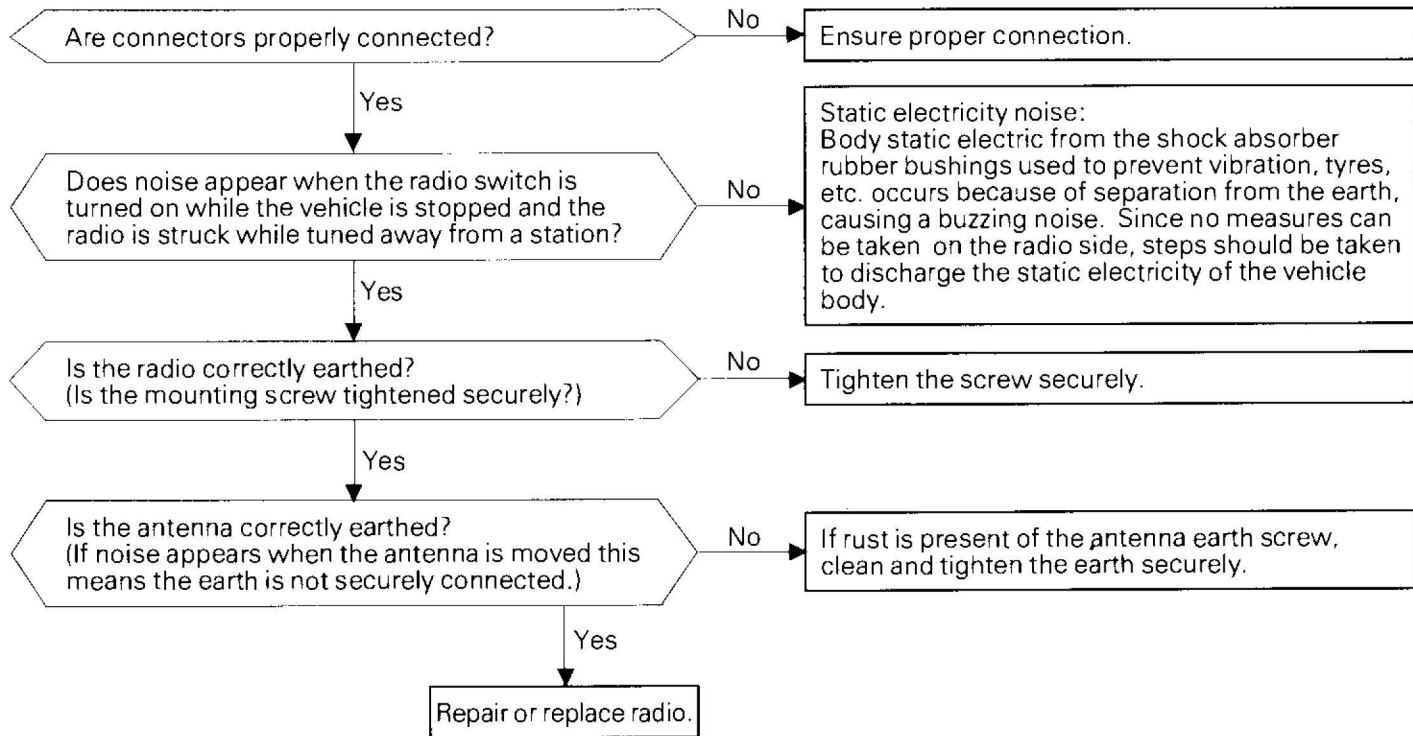 Are connectors properly connected?
No
Ensure proper connection.
Yes
Does noise appear when the radio switch is
turned on while the vehicle is stopped and the
radio is struck while tuned away from a station?
No
Static electricity noise:
Body static electric from the shock absorber
rubber bushings used to prevent vibration, tyres,
etc. occurs because of separation from the earth,
causing a buzzing noise. Since no measures can
be taken on the radio side, steps should be taken
to discharge the static electricity of the vehicle
body.
Yes
Is the radio correctly earthed?
(Is the mounting screw tightened securely?)
No
Tighten the screw securely.
Yes
Is the antenna correctly earthed?
(If noise appears when the antenna is moved this
means the earth is not securely connected.)
No
If rust is present of the antenna earth screw,
clean and tighten the earth securely.
Yes
Repair or replace radio.